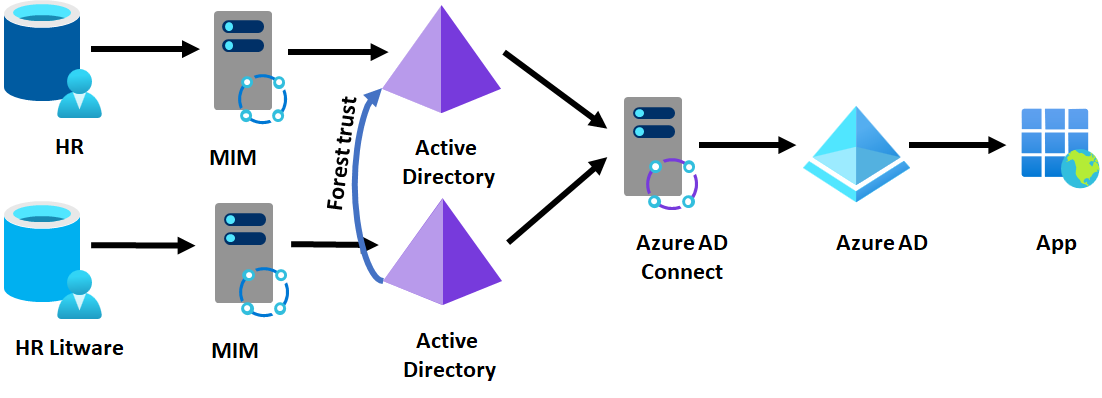 HR
MIM
Forest trust
Active
Directory
Azure AD
Connect
Azure AD
App
HR Litware
MIM
Active
Directory